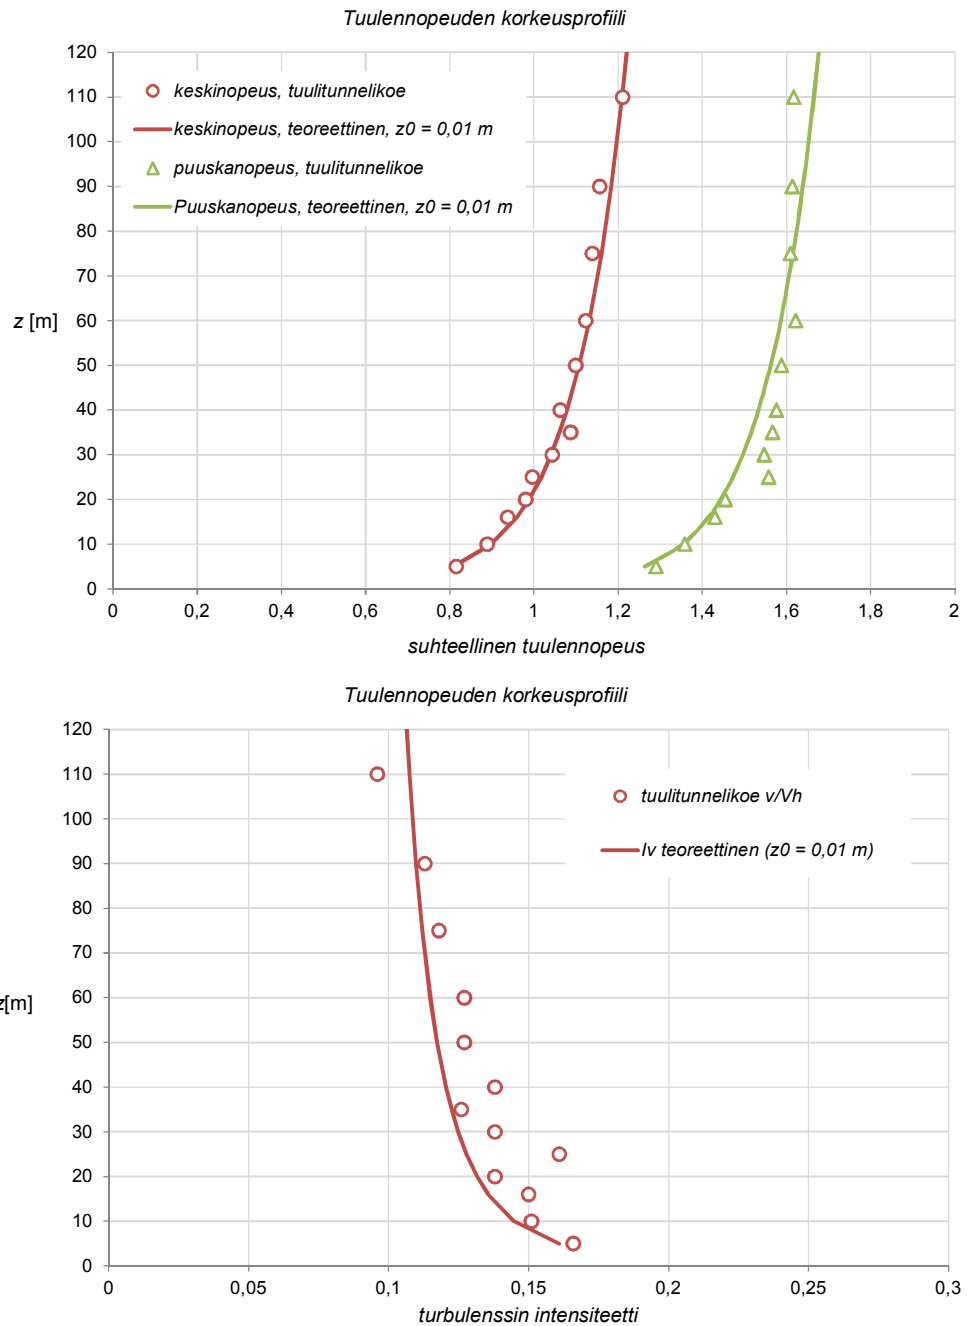 Tuulennopeuden korkeusprofiili
120
110
100
90
80
70
60
50
40
30
20
10
0
z [m]
keskinopeus, tuulitunnelikoe
keskinopeus, teoreettinen, z0 = 0,01 m
puuskanopeus, tuulitunnelikoe
Puuskanopeus, teoreettinen, z0 = 0,01 m
0 0,2 0,4 0,6 0,8 1 1,2 1,4 1,6 1,8 2
suhteellinen tuulennopeus
Tuulennopeuden korkeusprofiili
120
110
100
90
80
70
60
50
40
30
20
10
0
z[m]
tuulitunnelikoe v/Vh
Iv teoreettinen (z0 = 0,01 m)
0 0,05 0,1 0,15 0,2 0,25 0,3
turbulenssin intensiteetti